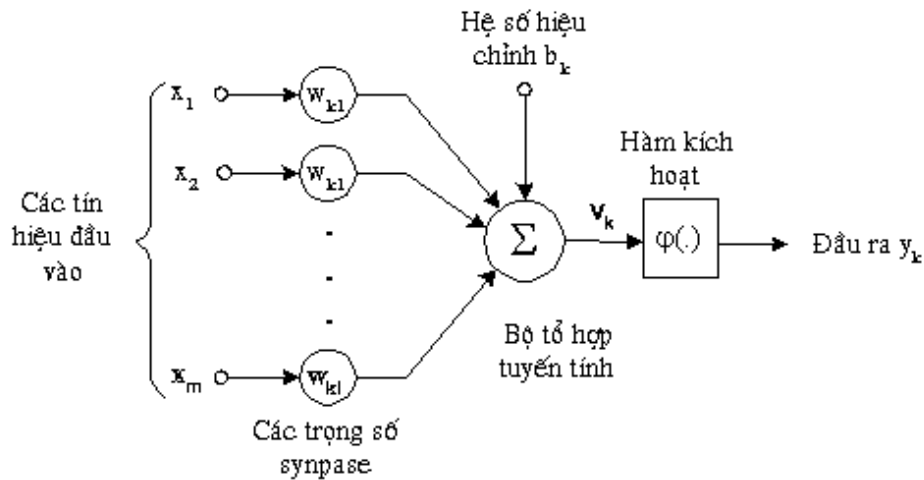 Hệ số hiệu
chỉnh b_k
x_1
w_k1
x_2
w_k1
Các tín
hiệu đầu
vào
Σ
v_k
Hàm kích
hoạt
φ(.)
Đầu ra y_k
Bộ tổ hợp
tuyến tính
x_m
w_kl
Các trọng số
synpase